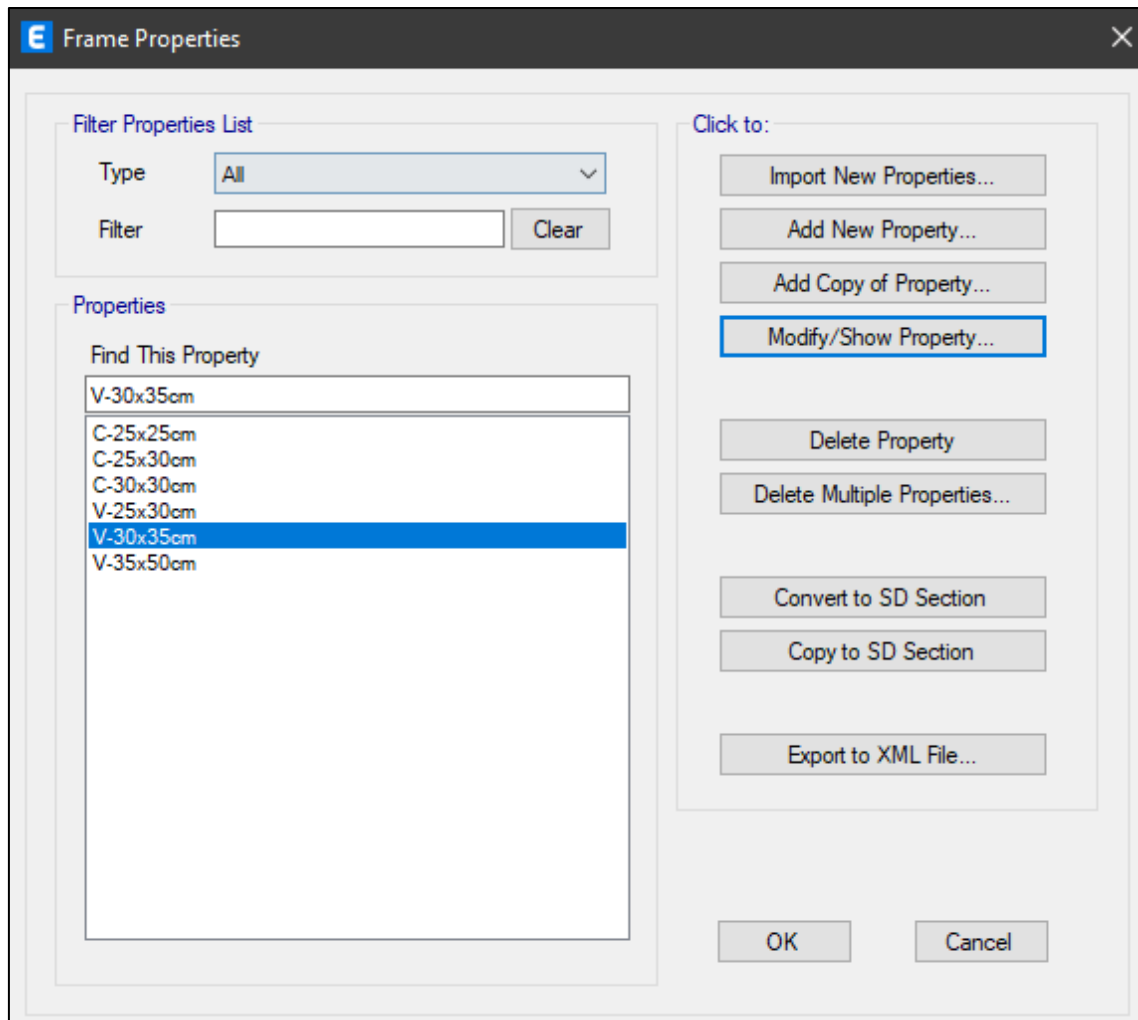 E Frame Properties
Filter Properties List
Type All
Filter Clear
Properties
Find This Property
V-30x35cm
C-25x25cm
C-25x30cm
C-30x30cm
V-25x30cm
V-30x35cm
V-35x50cm
Click to:
Import New Properties...
Add New Property...
Add Copy of Property...
Modify/Show Property...
Delete Property
Delete Multiple Properties...
Convert to SD Section
Copy to SD Section
Export to XML File...
OK Cancel